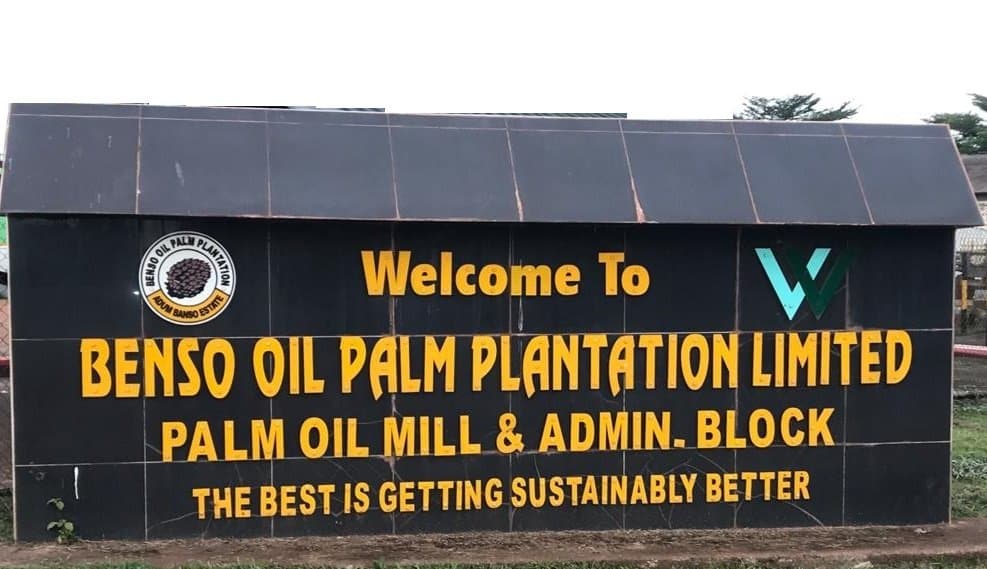 BENSO OIL PALM PLANTATION
ADUM BANSO ESTATE
Welcome To
W
BENSO OIL PALM PLANTATION LIMITED
PALM OIL MILL & ADMIN. BLOCK
THE BEST IS GETTING SUSTAINABLY BETTER